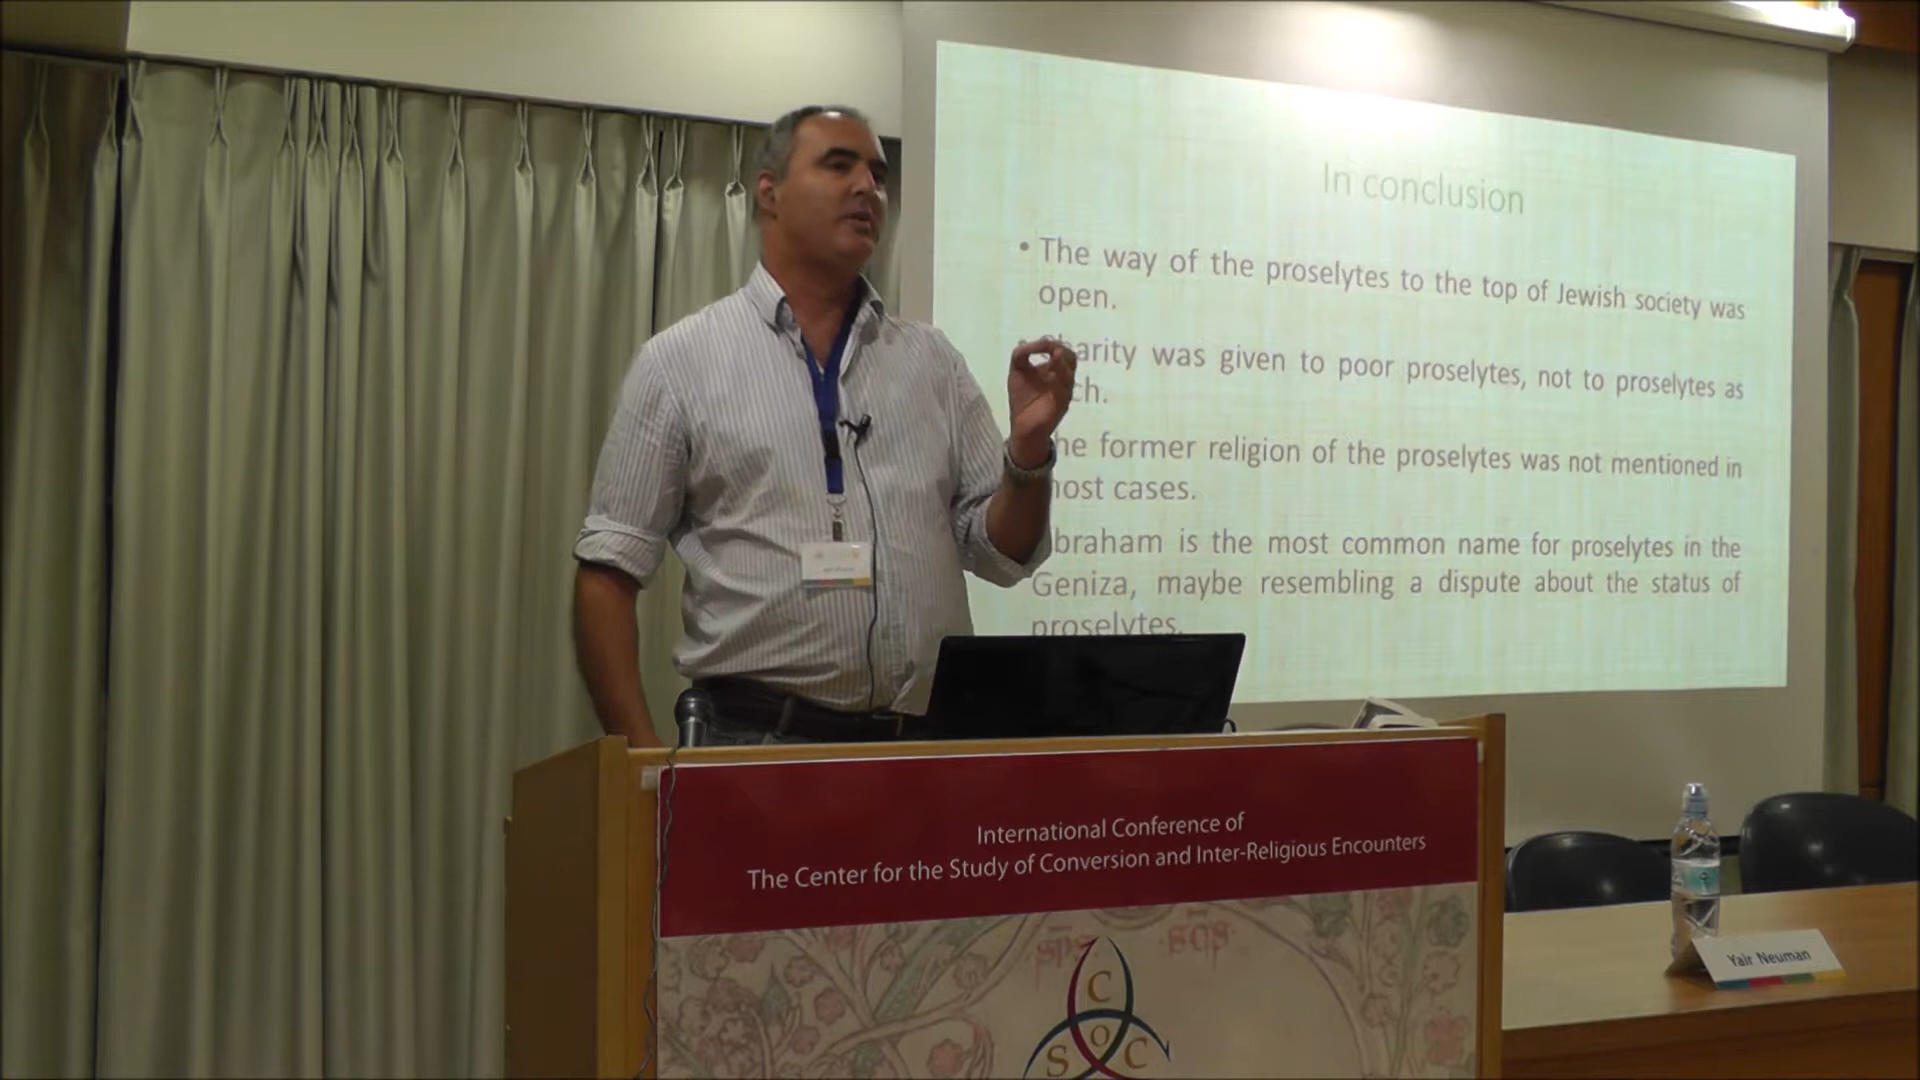 In conclusion
• The way of the proselytes to the top of Jewish society was
open.
arity was given to poor proselytes, not to proselytes as
ch.
he former religion of the proselytes was not mentioned in
ost cases.
braham is the most common name for proselytes in the
Geniza, maybe resembling a dispute about the status of
proselytes.
International Conference of
The Center for the Study of Conversion and Inter-Religious Encounters
sps sqs
C
S O C
Yair Neuman